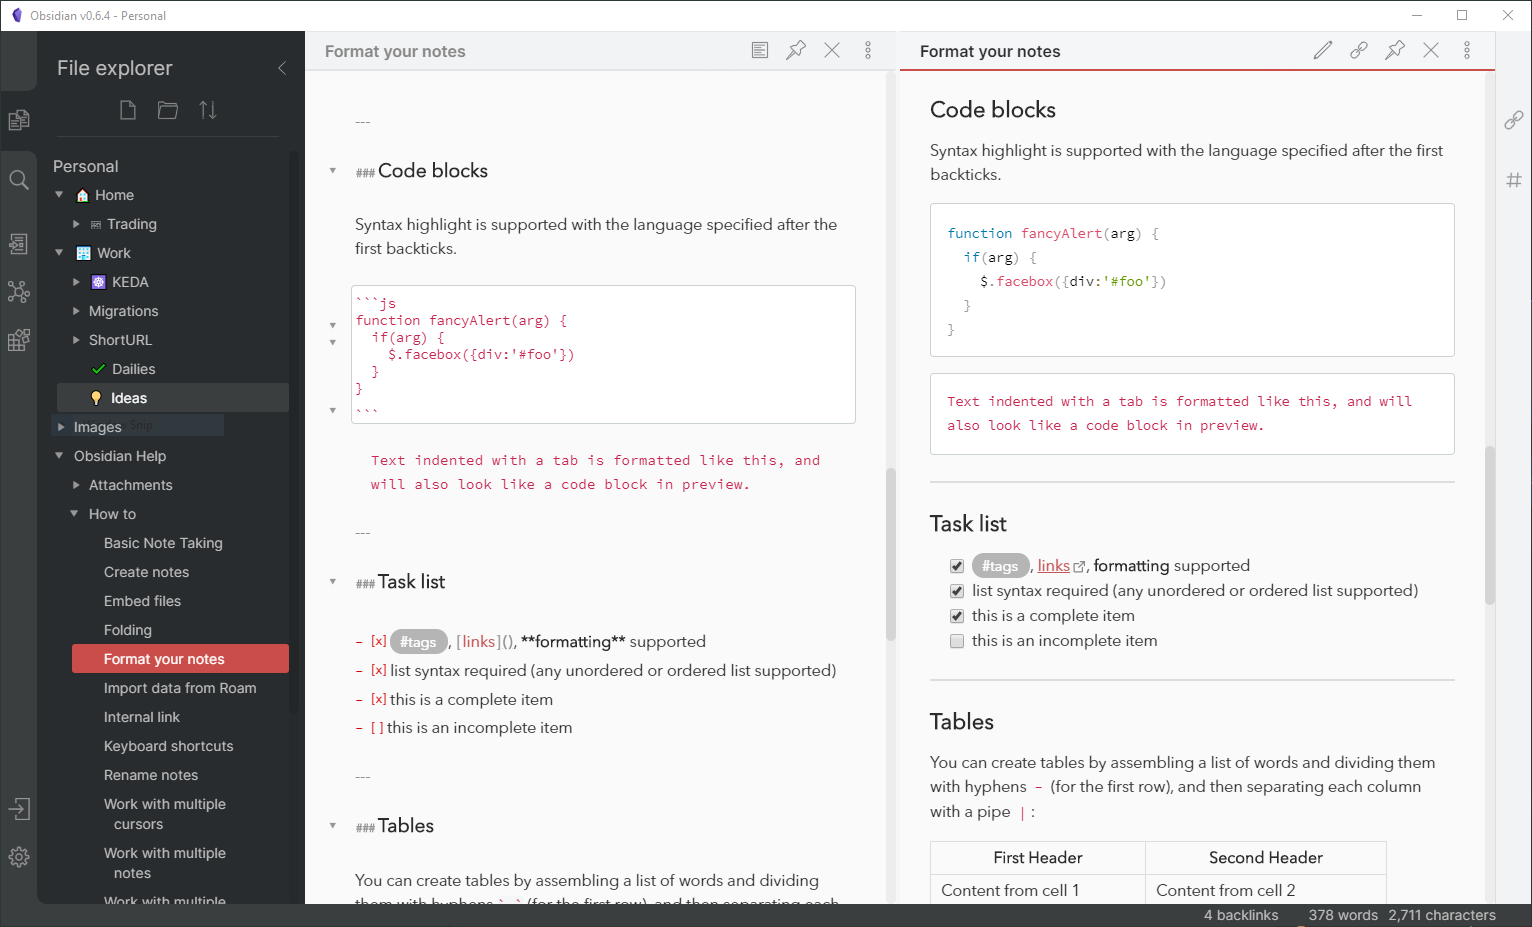 Obsidian v0.6.4 - Personal
File explorer
Personal
Home
Trading
Work
KEDA
Migrations
ShortURL
Dailies
Ideas
Images
Snip
Obsidian Help
Attachments
How to
Basic Note Taking
Create notes
Embed files
Folding
Format your notes
Import data from Roam
Internal link
Keyboard shortcuts
Rename notes
Work with multiple
cursors
Work with multiple
notes
Work with multiple
Format your notes
---
### Code blocks
Syntax highlight is supported with the language specified after the
first backticks.
```js
function fancyAlert(arg) {
  if(arg) {
    $.facebox({div:'#foo'})
  }
}
```
Text indented with a tab is formatted like this, and
will also look like a code block in preview.
---
### Task list
- [x] #tags, [links](), **formatting** supported
- [x] list syntax required (any unordered or ordered list supported)
- [x] this is a complete item
- [ ] this is an incomplete item
---
### Tables
You can create tables by assembling a list of words and dividing
them with hyphens `-` (for the first row), and then separating each
Format your notes
Code blocks
Syntax highlight is supported with the language specified after the first
backticks.
function fancyAlert(arg) {
  if(arg) {
    $.facebox({div:'#foo'})
  }
}
Text indented with a tab is formatted like this, and will
also look like a code block in preview.
Task list
#tags, links, formatting supported
list syntax required (any unordered or ordered list supported)
this is a complete item
this is an incomplete item
Tables
You can create tables by assembling a list of words and dividing them
with hyphens - (for the first row), and then separating each column
with a pipe | :
First Header Second Header
Content from cell 1 Content from cell 2
4 backlinks 378 words 2,711 characters